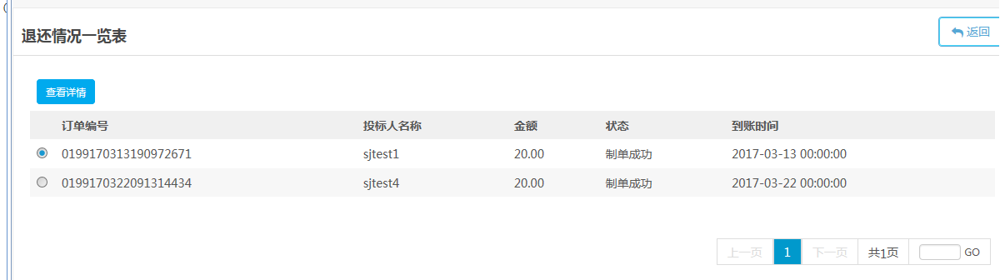 退还情况一览表
返回
查看详情
订单编号 投标人名称 金额 状态 到账时间
0199170313190972671 sjtest1 20.00 制单成功 2017-03-13 00:00:00
0199170322091314434 sjtest4 20.00 制单成功 2017-03-22 00:00:00
上一页 1 下一页 共1页 GO